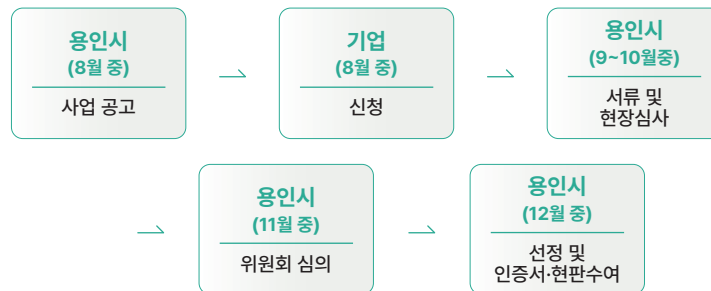 용인시
(8월 중)
사업 공고
기업
(8월 중)
신청
용인시
(9~10월중)
서류 및
현장심사
용인시
(11월 중)
위원회 심의
용인시
(12월 중)
선정 및
인증서·현판수여